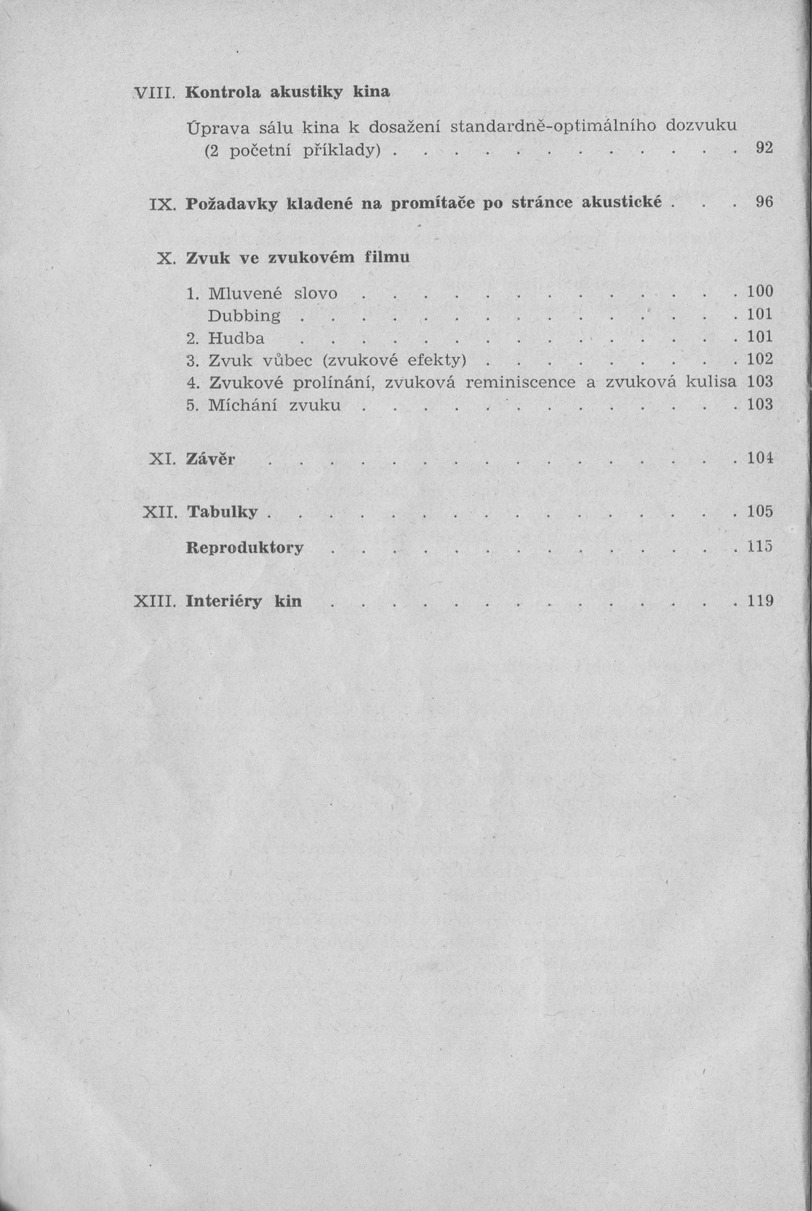 VIII. Kontrola akustiky kina
Úprava sálu kina k dosažení standardně-optimálního dozvuku
(2 početní příklady) . . . . . . . . . . . . 92
IX. Požadavky kladené na promítače po stránce akustické . . . 96
X. Zvuk ve zvukovém filmu
1. Mluvené slovo . . . . . . . . . . . . . 100
Dubbing . . . . . . . . . . . . . . . 101
2. Hudba . . . . . . . . . . . . . . . 101
3. Zvuk vůbec (zvukové efekty) . . . . . . . . . 102
4. Zvukové prolínání, zvuková reminiscence a zvuková kulisa 103
5. Míchání zvuku . . . . . . . . . . . . . 103
XI. Závěr . . . . . . . . . . . . . . . . 104
XII. Tabulky . . . . . . . . . . . . . . . . 105
Reproduktory . . . . . . . . . . . . . . 115
XIII. Interiéry kin . . . . . . . . . . . . . . 119